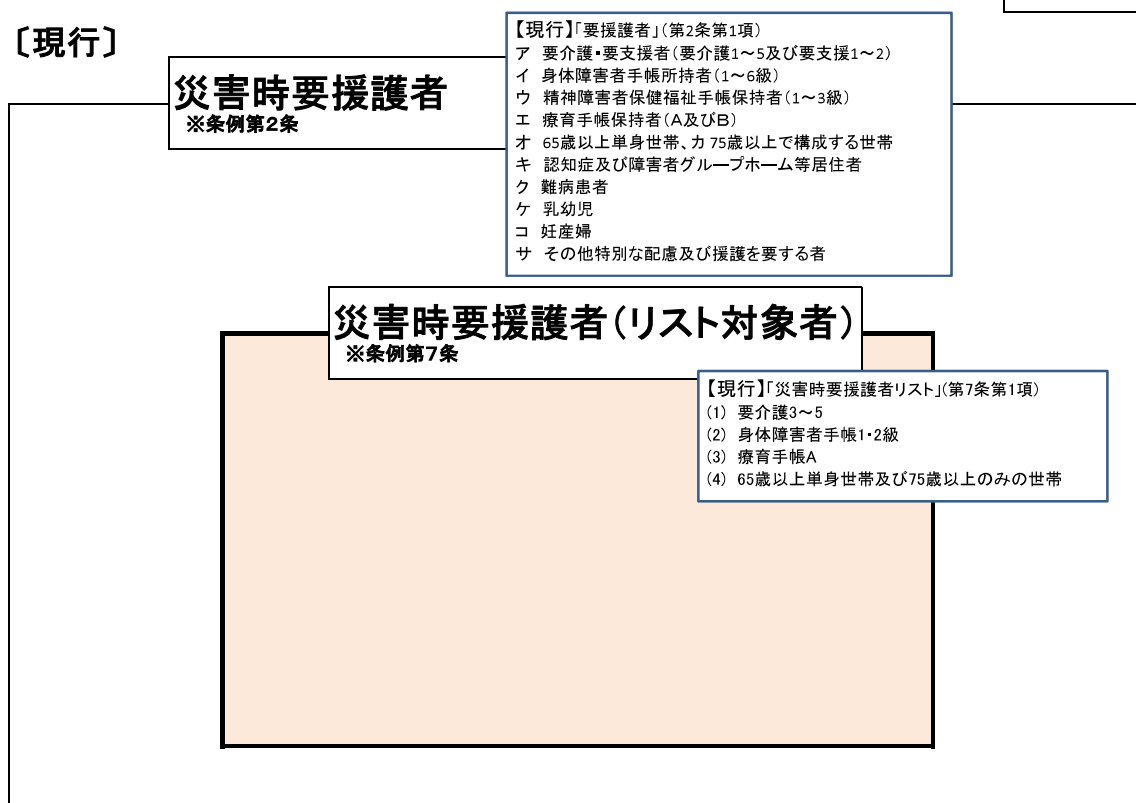 〔現行〕
災害時要援護者
※条例第2条
【現行】「要援護者」(第2条第1項)
ア 要介護・要支援者(要介護1～5及び要支援1～2)
イ 身体障害者手帳所持者(1～6級)
ウ 精神障害者保健福祉手帳保持者(1～3級)
エ 療育手帳保持者(A及びB)
オ 65歳以上単身世帯、カ 75歳以上で構成する世帯
キ 認知症及び障害者グループホーム等居住者
ク 難病患者
ケ 乳幼児
コ 妊産婦
サ その他特別な配慮及び援護を要する者
災害時要援護者(リスト対象者)
※条例第7条
【現行】「災害時要援護者リスト」(第7条第1項)
(1) 要介護3～5
(2) 身体障害者手帳1・2級
(3) 療育手帳A
(4) 65歳以上単身世帯及び75歳以上のみの世帯